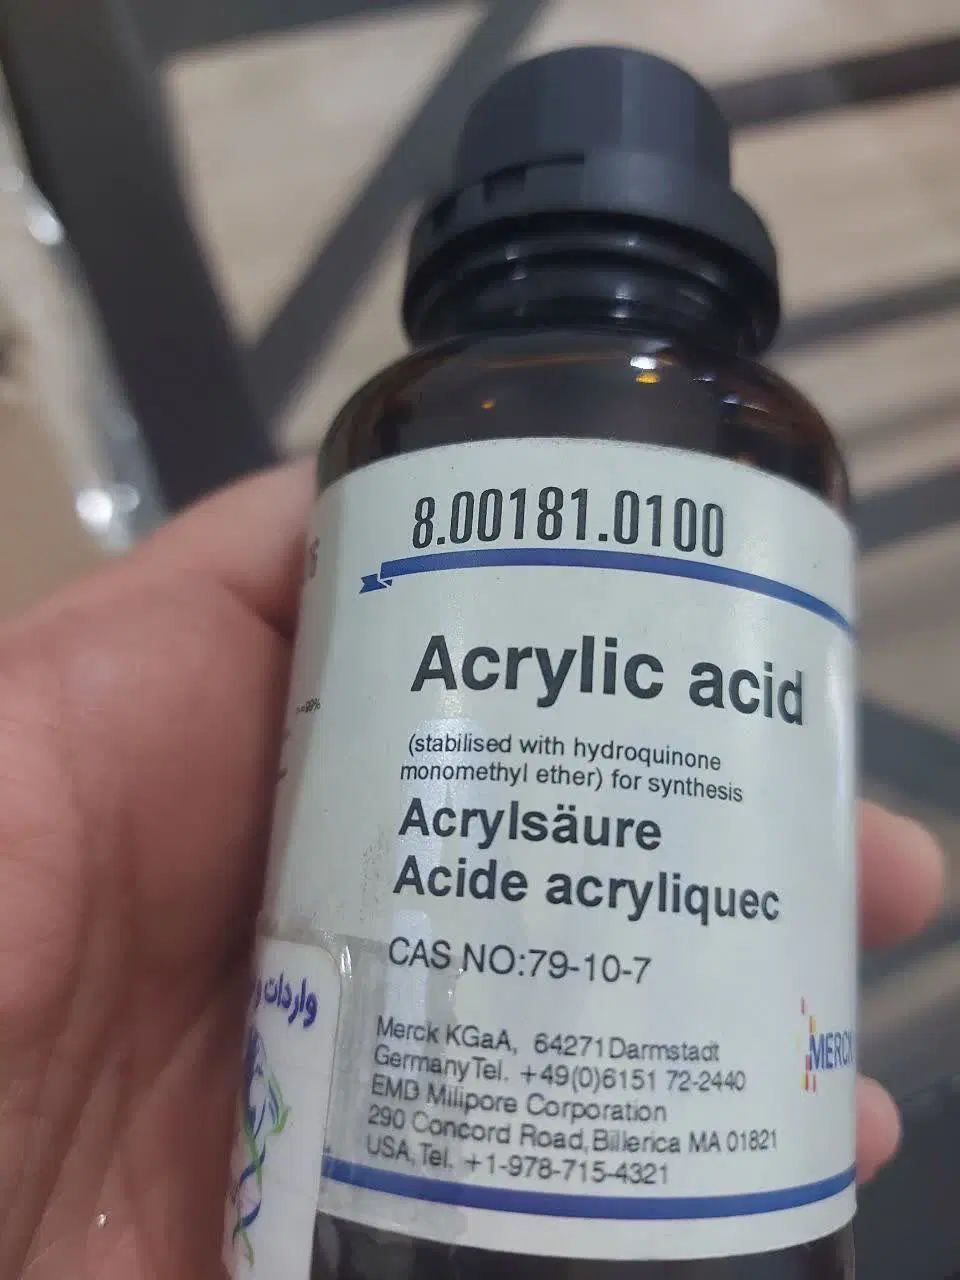 8.00181.0100
Acrylic acid
(stabilised with hydroquinone
monomethyl ether) for synthesis
Acrylsäure
Acide acryliquec
CAS NO:79-10-7
Merck KGaA, 64271 Darmstadt
Germany Tel. +49(0)6151 72-2440
EMD Milipore Corporation
290 Concord Road, Billerica MA 01821
USA, Tel. +1-978-715-4321
MERCK
واردات و